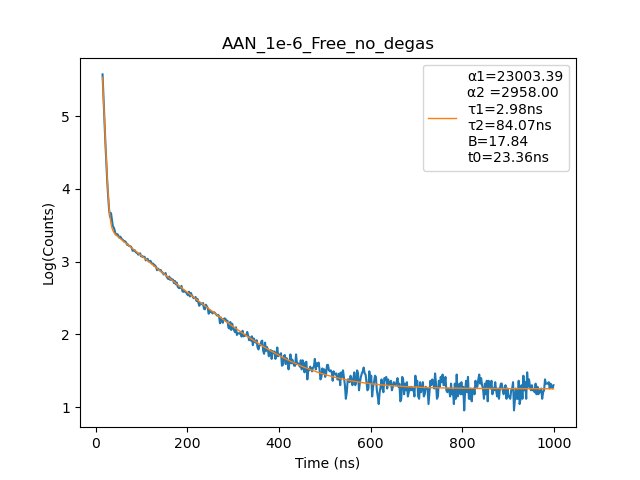 AAN_1e-6_Free_no_degas
α1=23003.39
α2 =2958.00
τ1=2.98ns
τ2=84.07ns
B=17.84
t0=23.36ns
Log(Counts)
5
4
3
2
1
0
200
400
600
800
1000
Time (ns)